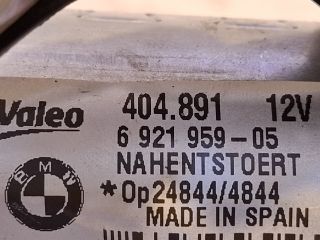 Valeo 404.891 12V
6 921 959-05
NAHENTSTOERT
BMW *Op24844/4844
MADE IN SPAIN